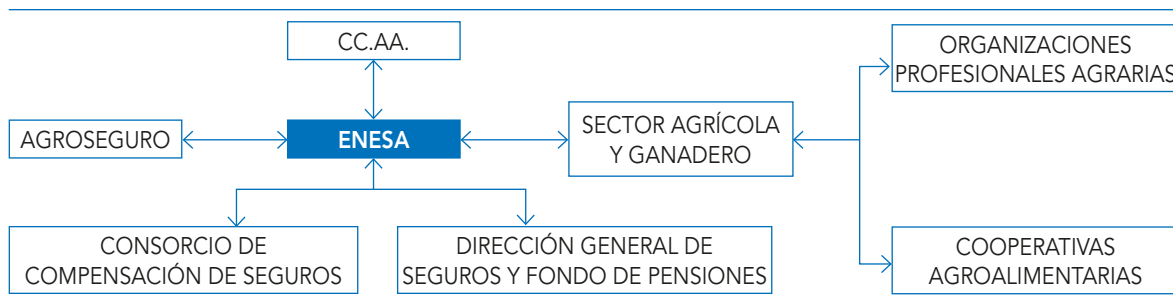 CC.AA.
ORGANIZACIONES
PROFESIONALES AGRARIAS
AGROSEGURO
ENESA
SECTOR AGRÍCOLA
Y GANADERO
CONSORCIO DE
COMPENSACIÓN DE SEGUROS
DIRECCIÓN GENERAL DE
SEGUROS Y FONDO DE PENSIONES
COOPERATIVAS
AGROALIMENTARIAS